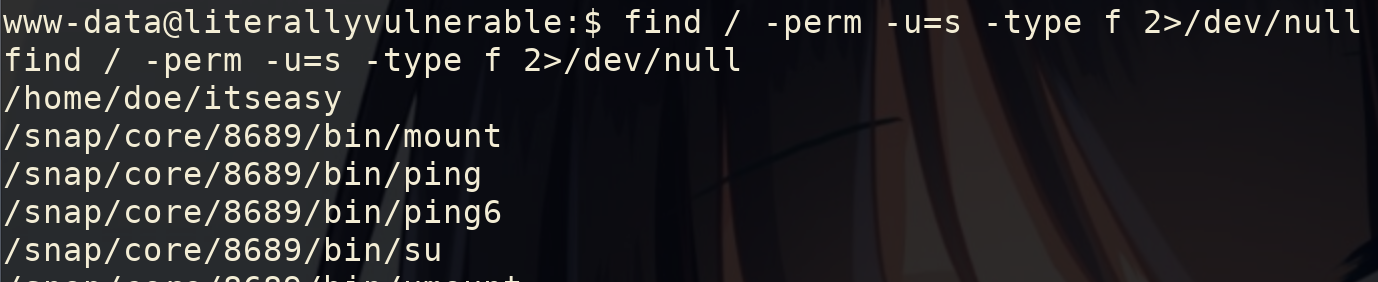 www-data@literallyvulnerable:$ find / -perm -u=s -type f 2>/dev/null
find / -perm -u=s -type f 2>/dev/null
/home/doe/itseasy
/snap/core/8689/bin/mount
/snap/core/8689/bin/ping
/snap/core/8689/bin/ping6
/snap/core/8689/bin/su